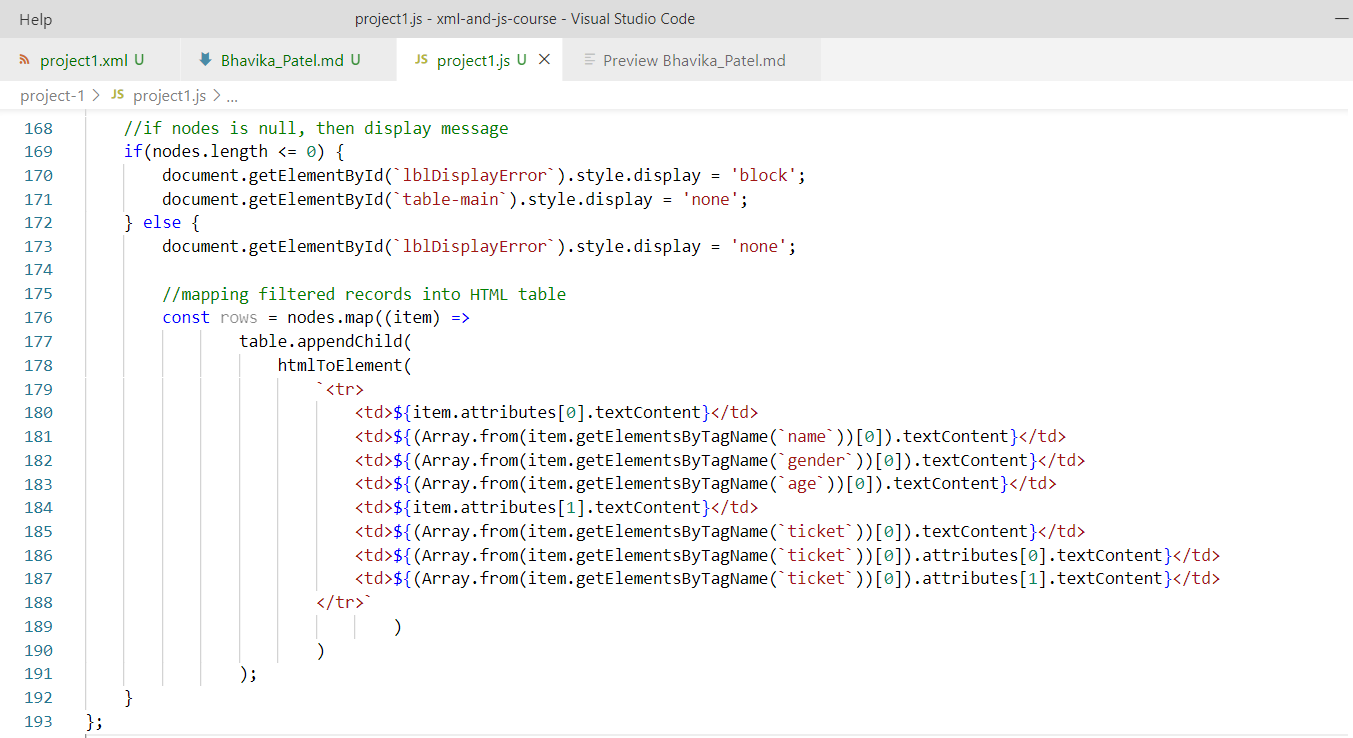 Help project1.js - xml-and-js-course - Visual Studio Code
project1.xml U Bhavika_Patel.md U JS project1.js U Preview Bhavika_Patel.md
project-1 > JS project1.js > ...
168 //if nodes is null, then display message
169 if(nodes.length <= 0) {
170 document.getElementById(`lblDisplayError`).style.display = 'block';
171 document.getElementById(`table-main`).style.display = 'none';
172 } else {
173 document.getElementById(`lblDisplayError`).style.display = 'none';
174
175 //mapping filtered records into HTML table
176 const rows = nodes.map((item) =>
177 table.appendChild(
178 htmlToElement(
179 `<tr>
180 <td>${item.attributes[0].textContent}</td>
181 <td>${(Array.from(item.getElementsByTagName(`name`))[0]).textContent}</td>
182 <td>${(Array.from(item.getElementsByTagName(`gender`))[0]).textContent}</td>
183 <td>${(Array.from(item.getElementsByTagName(`age`))[0]).textContent}</td>
184 <td>${item.attributes[1].textContent}</td>
185 <td>${(Array.from(item.getElementsByTagName(`ticket`))[0]).textContent}</td>
186 <td>${(Array.from(item.getElementsByTagName(`ticket`))[0]).attributes[0].textContent}</td>
187 <td>${(Array.from(item.getElementsByTagName(`ticket`))[0]).attributes[1].textContent}</td>
188 </tr>`
189 )
190 )
191 );
192 }
193 };